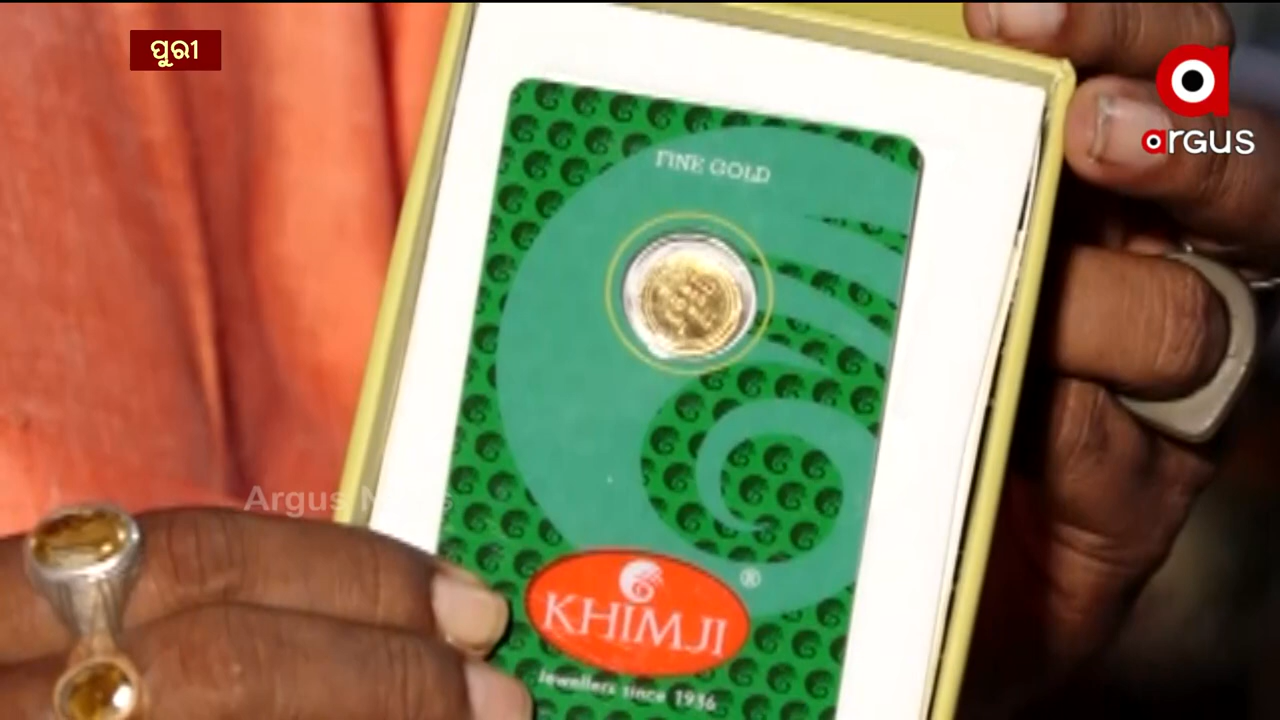 ପୁରୀ
argus
FINE GOLD
Argus News
KHIMJI
®
Jewellers since 1936